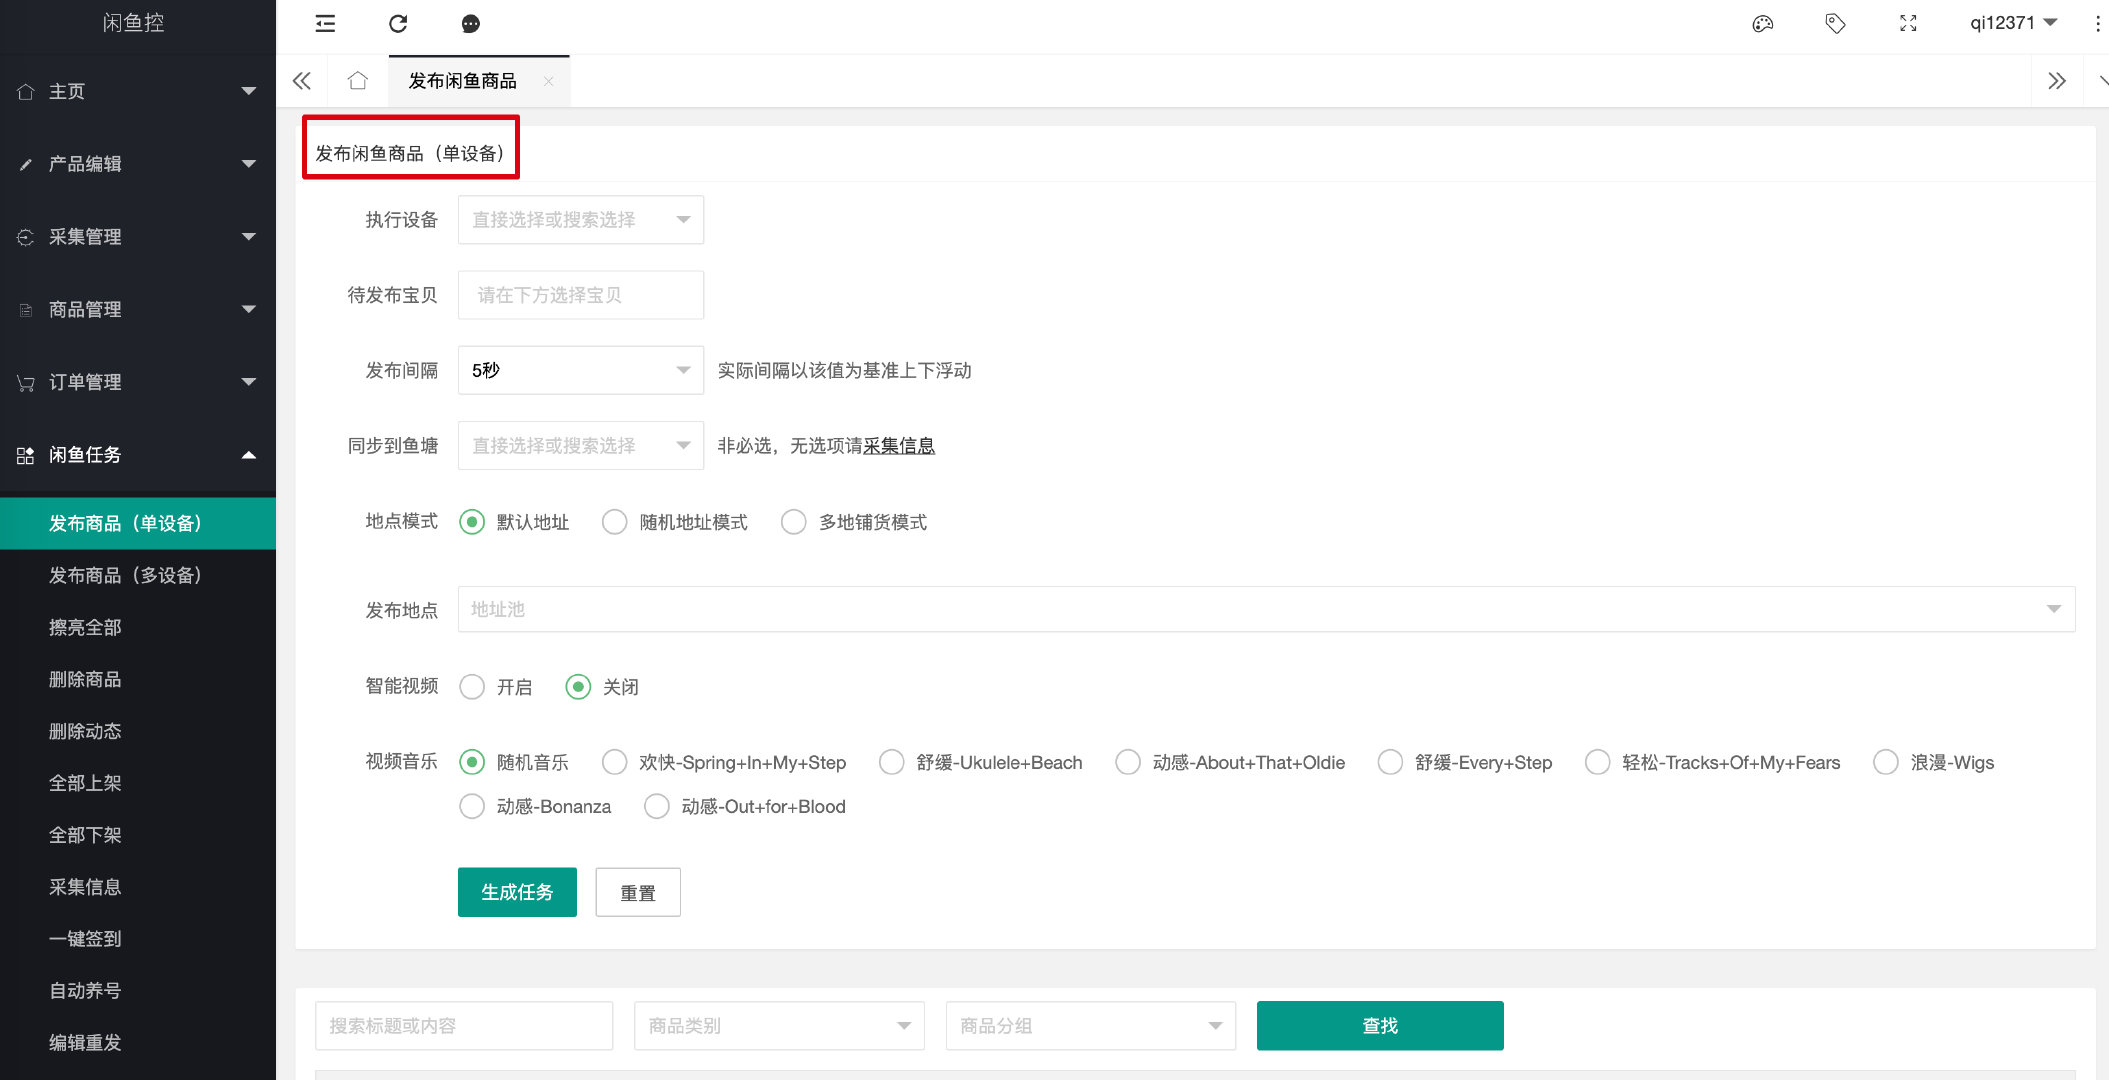 闲鱼控
qi12371
主页
产品编辑
采集管理
商品管理
订单管理
闲鱼任务
发布商品（单设备）
发布商品（多设备）
擦亮全部
删除商品
删除动态
全部上架
全部下架
采集信息
一键签到
自动养号
编辑重发
发布闲鱼商品
发布闲鱼商品（单设备）
执行设备 直接选择或搜索选择
待发布宝贝 请在下方选择宝贝
发布间隔 5秒 实际间隔以该值为基准上下浮动
同步到鱼塘 直接选择或搜索选择 非必选，无选项请采集信息
地点模式 默认地址 随机地址模式 多地铺货模式
发布地点 地址池
智能视频 开启 关闭
视频音乐 随机音乐 欢快-Spring+In+My+Step 舒缓-Ukulele+Beach 动感-About+That+Oldie 舒缓-Every+Step 轻松-Tracks+Of+My+Fears 浪漫-Wigs
动感-Bonanza 动感-Out+for+Blood
生成任务 重置
搜索标题或内容 商品类别 商品分组 查找